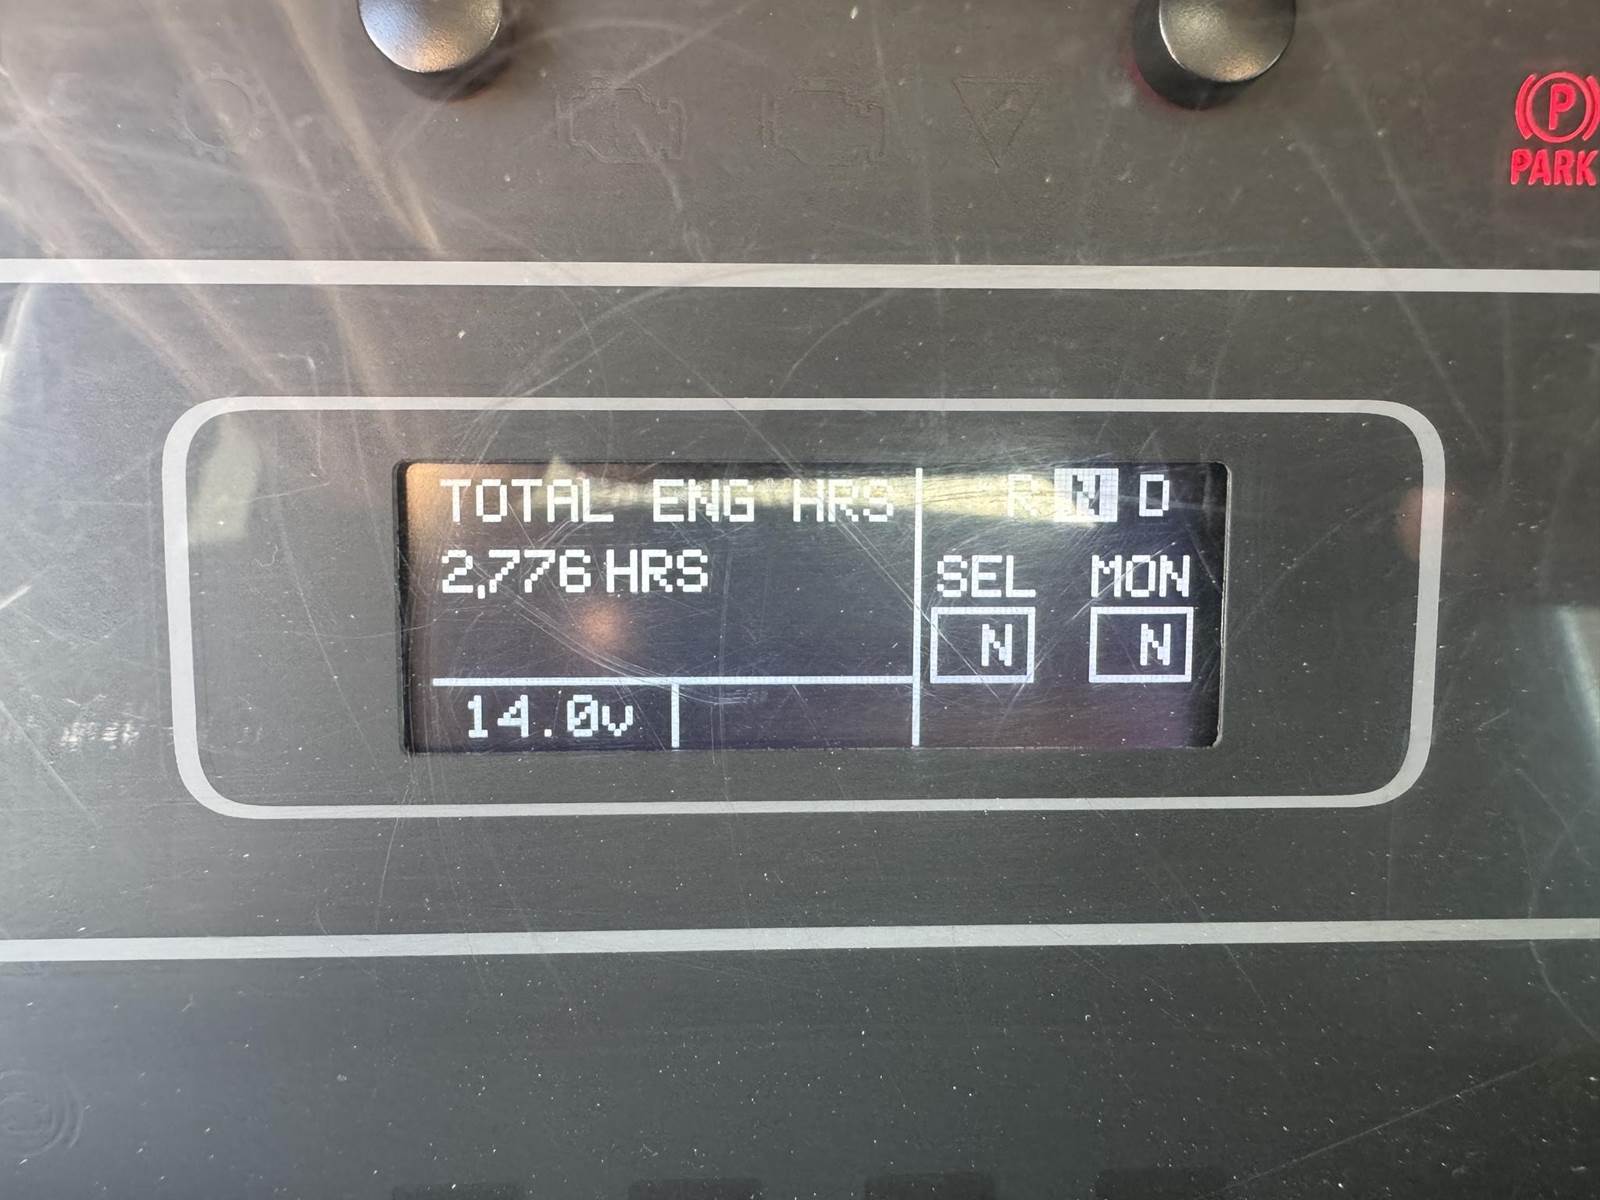 P
PARK
TOTAL ENG HRS
R N D
2,776 HRS
SEL MON
N N
14.0v